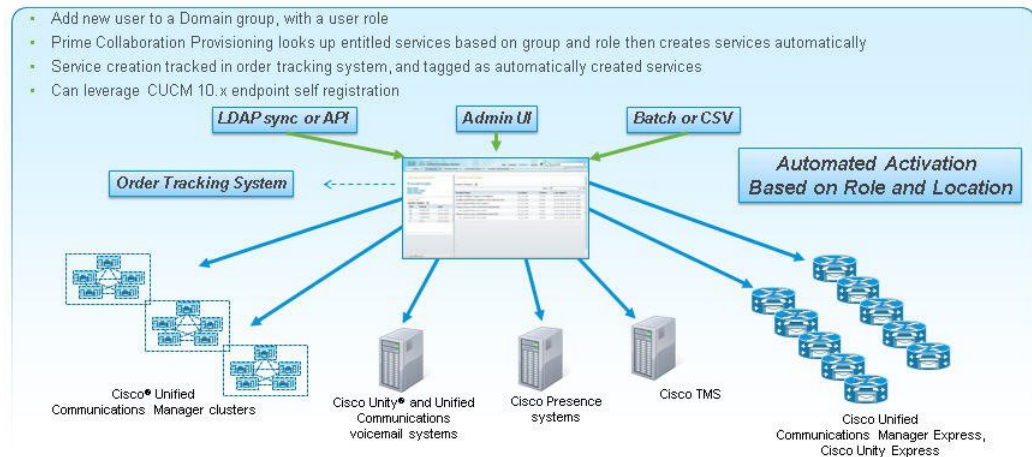 Add new user to a Domain group, with a user role
Prime Collaboration Provisioning looks up entitled services based on group and role then creates services automatically
Service creation tracked in order tracking system, and tagged as automatically created services
Can leverage CUCM 10.x endpoint self registration
LDAP sync or API
Admin UI
Batch or CSV
Order Tracking System
Automated Activation
Based on Role and Location
Cisco® Unified
Communications Manager clusters
Cisco Unity® and Unified
Communications
voicemail systems
Cisco Presence
systems
Cisco TMS
Cisco Unified
Communications Manager Express,
Cisco Unity Express